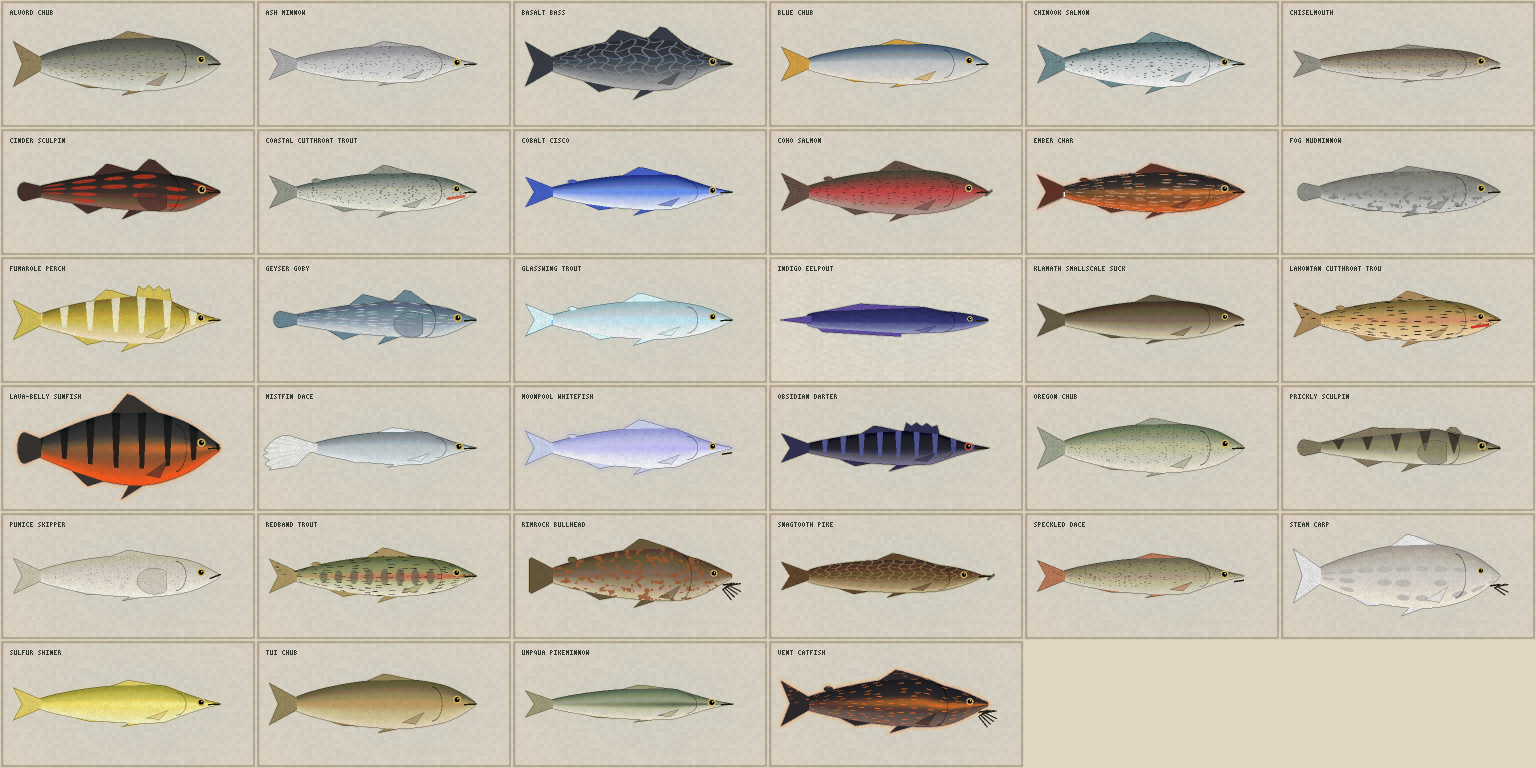 ALVORD CHUB
ASH MINNOW
BASALT BASS
BLUE CHUB
CHINOOK SALMON
CHISELMOUTH
CINDER SCULPIN
COASTAL CUTTHROAT TROUT
COBALT CISCO
COHO SALMON
EMBER CHAR
FOG MUDMINNOW
FUMAROLE PERCH
GEYSER GOBY
GLASSWING TROUT
INDIGO EELPOUT
KLAMATH SMALLSCALE SUCK
LAHONTAN CUTTHROAT TROU
LAVA-BELLY SUNFISH
MISTFIN DACE
MOONPOOL WHITEFISH
OBSIDIAN DARTER
OREGON CHUB
PRICKLY SCULPIN
PUMICE SKIPPER
REDBAND TROUT
RIMROCK BULLHEAD
SNAGTOOTH PIKE
SPECKLED DACE
STEAM CARP
SULFUR SHINER
TUI CHUB
UMPQUA PIKEMINNOW
VENT CATFISH